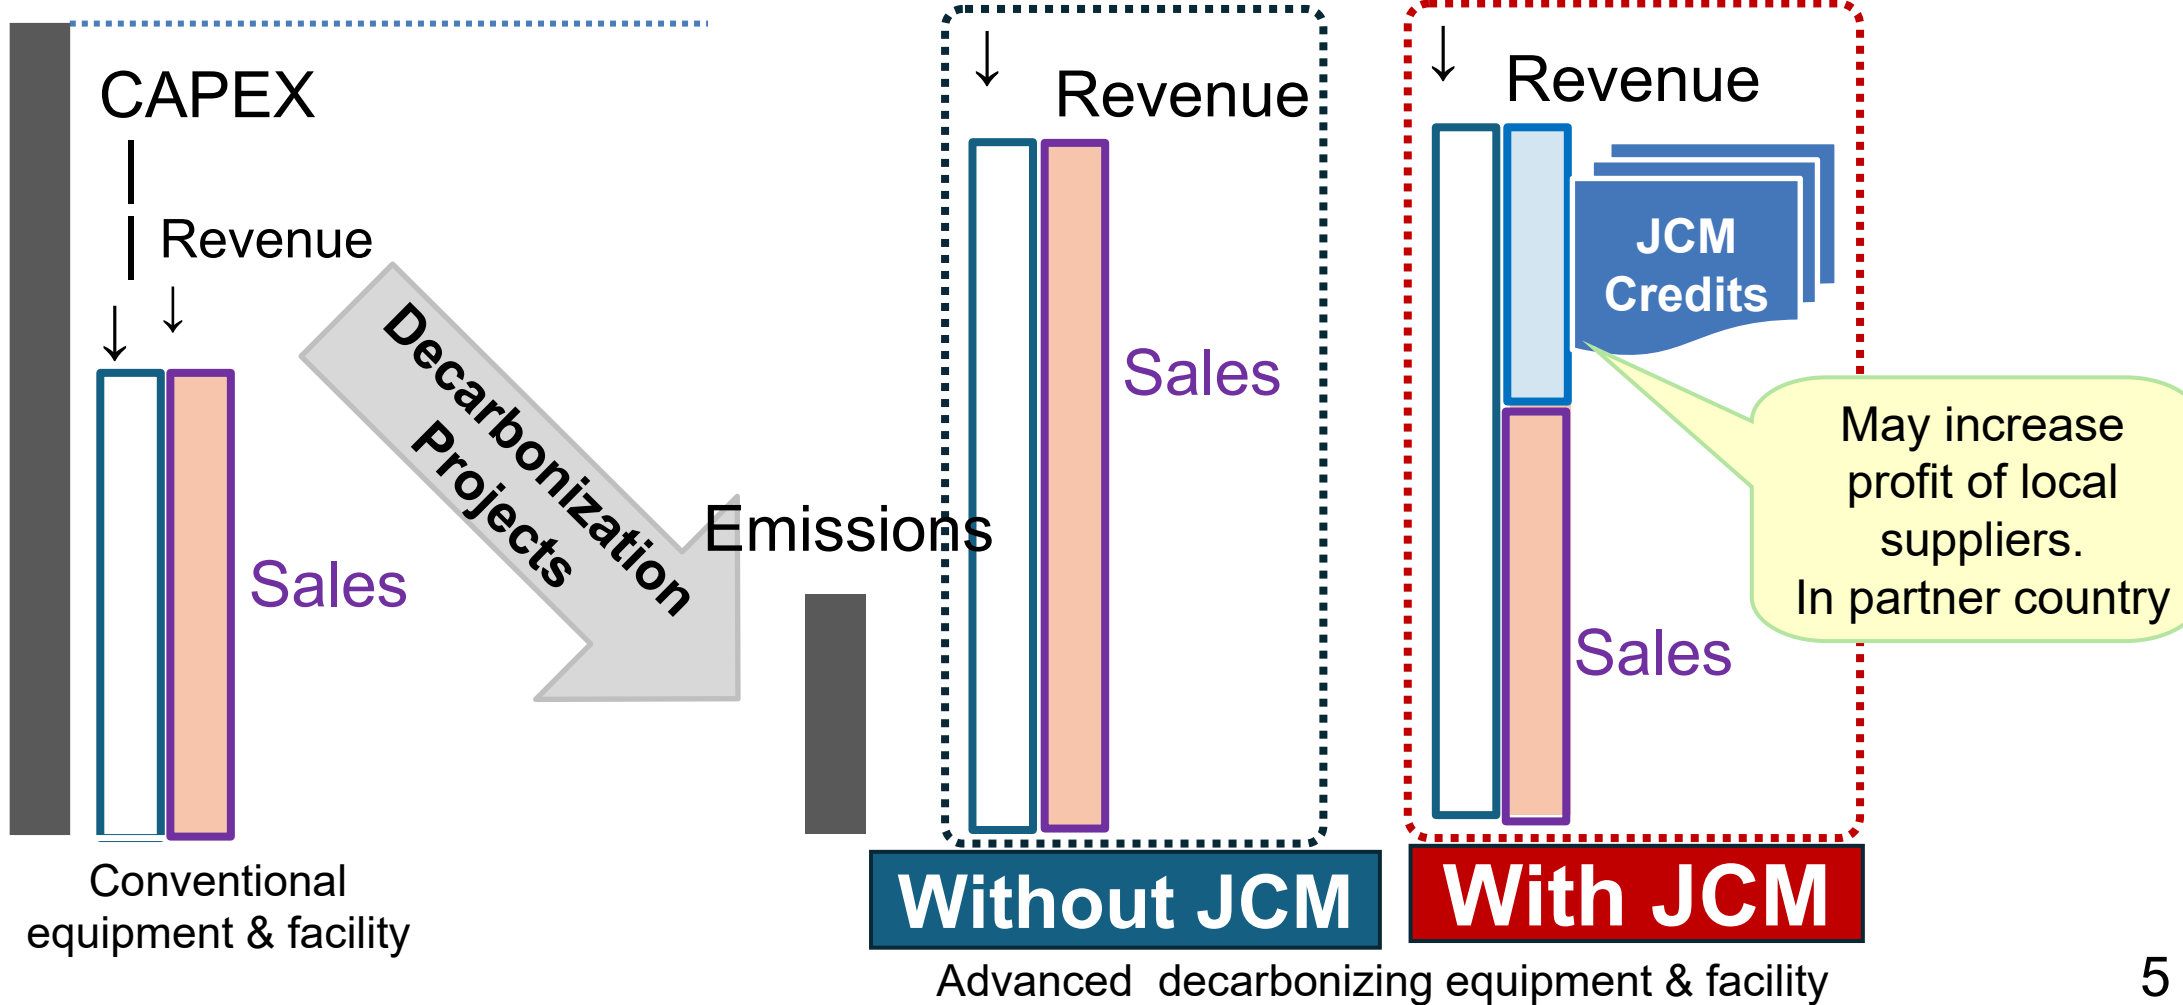 CAPEX
Revenue
Sales
Conventional
equipment & facility
Decarbonization
Projects
Emissions
Revenue
Sales
Without JCM
Revenue
JCM
Credits
May increase
profit of local
suppliers.
In partner country
Sales
With JCM
Advanced decarbonizing equipment & facility
5